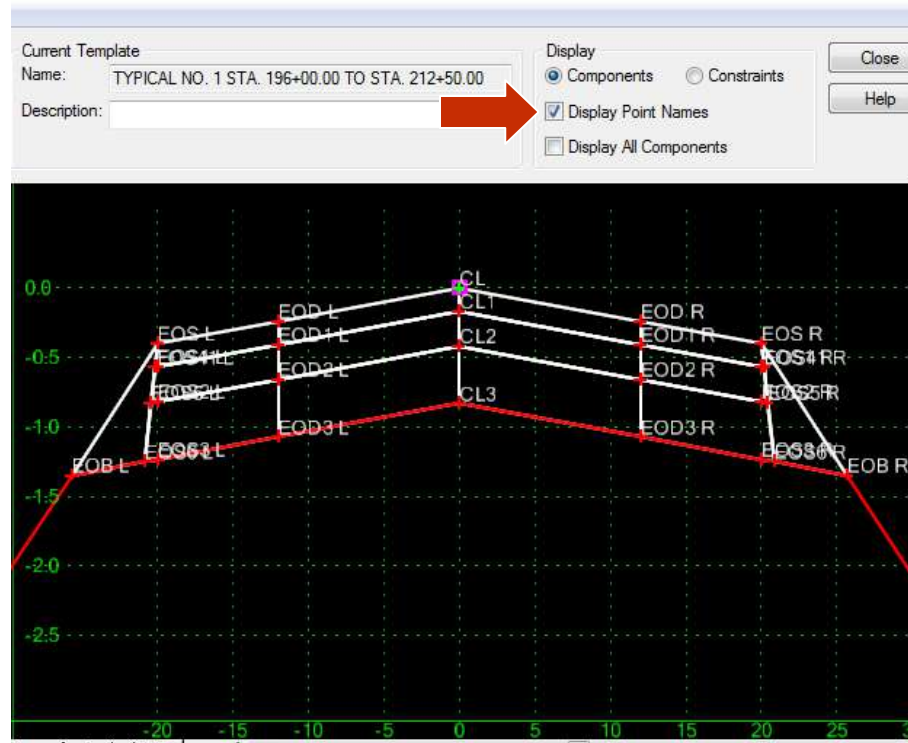 Current Template
Display
Close
Name: TYPICAL NO. 1 STA. 196+00.00 TO STA. 212+50.00
Components Constraints
Help
Description:
Display Point Names
Display All Components
CL
0.0
CL1
EOD L EOD R
EOS L EOD1 L CL2 EOD1 R EOS R
-0.5
EOD2 L EOD2 R
CL3
-1.0
EOD3 L EOD3 R
EOB L EOB R
-1.5
-2.0
-2.5
-20 -15 -10 -5 0 5 10 15 20 25